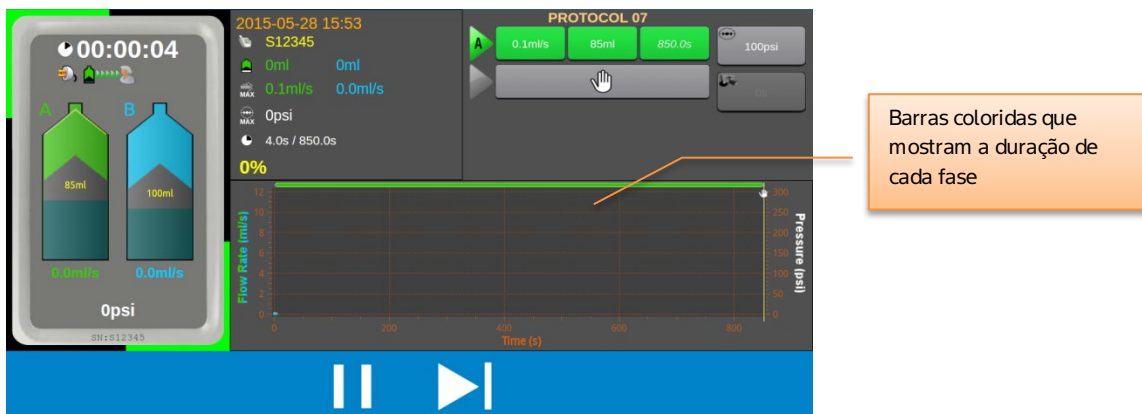 00:00:04
A
B
85ml
100ml
0.0ml/s
0.0ml/s
0psi
SN:S12345
2015-05-28 15:53
S12345
0ml 0ml
MAX 0.1ml/s 0.0ml/s
MAX 0psi
4.0s / 850.0s
0%
PROTOCOL 07
A 0.1ml/s 85ml 850.0s
100psi
0s
Flow Rate (ml/s)
12
10
8
6
4
2
0
0 200 400 600 800
Time (s)
300
250
200
150
100
50
0
Pressure (psi)
Barras coloridas que
mostram a duração de
cada fase